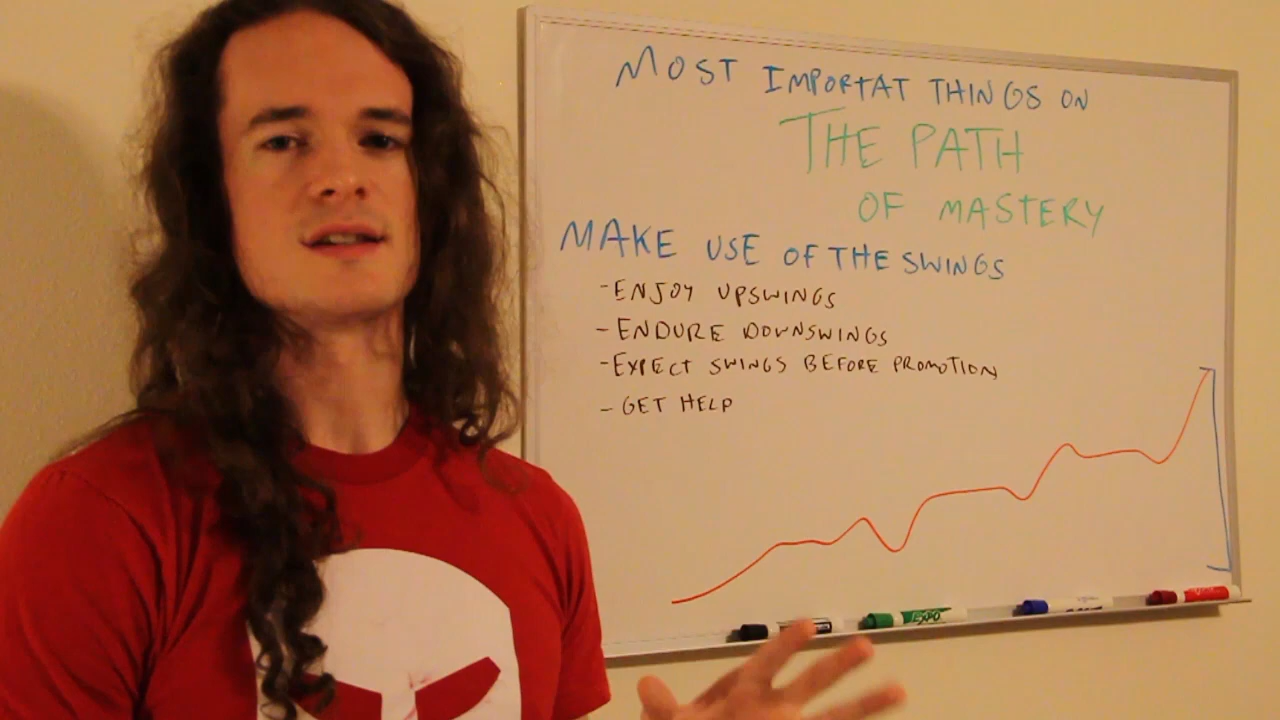 MOST IMPORTAT THINGS ON
THE PATH
OF MASTERY
MAKE USE OF THE SWINGS
- ENJOY UPSWINGS
- ENDURE DOWNSWINGS
- EXPECT SWINGS BEFORE PROMOTION
- GET HELP
EXPO